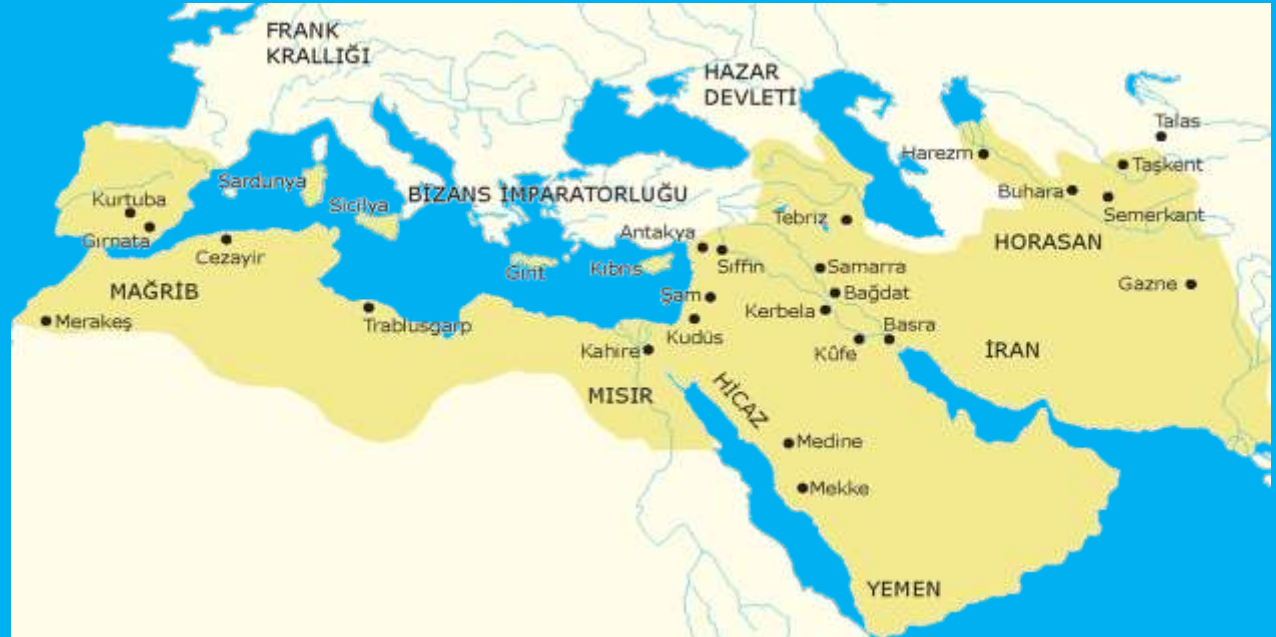 FRANK
KRALLIĞI
HAZAR
DEVLETİ
Talas
Harezm
Taşkent
Şardunya
Buhara
Kurtuba
BİZANS İMPARATORLUĞU
Semerkant
Sicilya
Tebriz
Gırnata
Antakya
HORASAN
Cezayir
Sıffin
Girit
Kıbrıs
Samarra
Gazne
MAĞRİB
Şam
Bağdat
Kerbela
Merakeş
Trablusgarp
Kudüs
Basra
Kahire
Kûfe
İRAN
MISIR
HİCAZ
Medine
Mekke
YEMEN